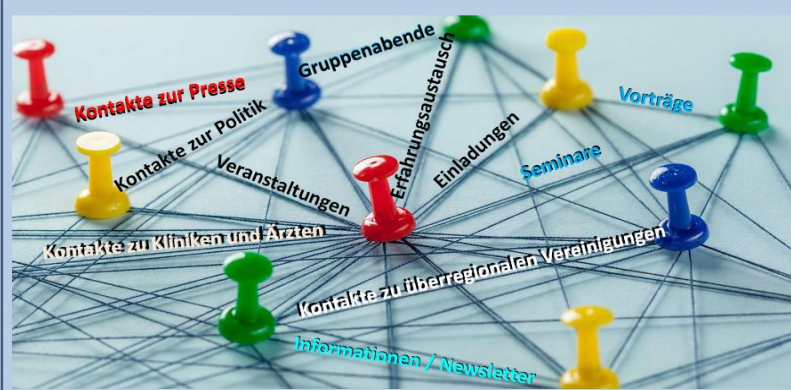 Gruppenabende
Kontakte zur Presse
Erfahrungsaustausch
Vorträge
Kontakte zur Politik
Einladungen
Veranstaltungen
Seminare
Kontakte zu Kliniken und Ärzten
Kontakte zu überregionalen Vereinigungen
Informationen / Newsletter